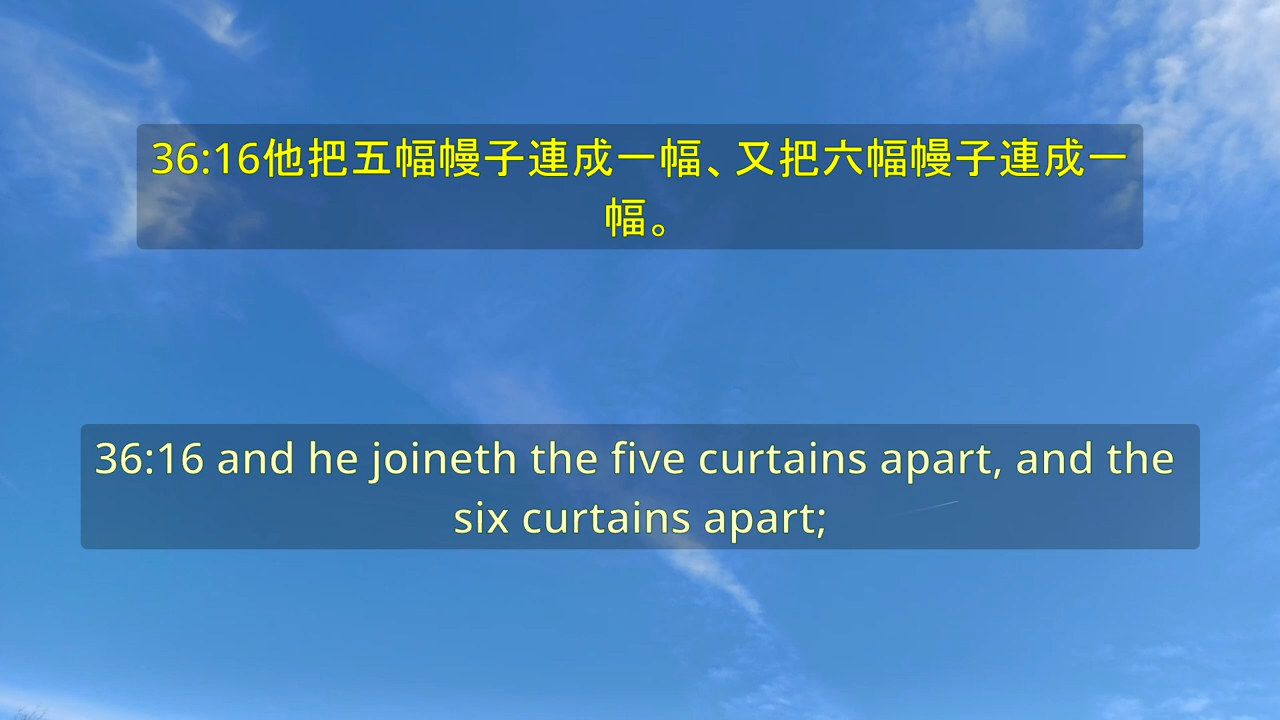 36:16他把五幅幔子連成一幅、又把六幅幔子連成一
幅。
36:16 and he joineth the five curtains apart, and the
six curtains apart;